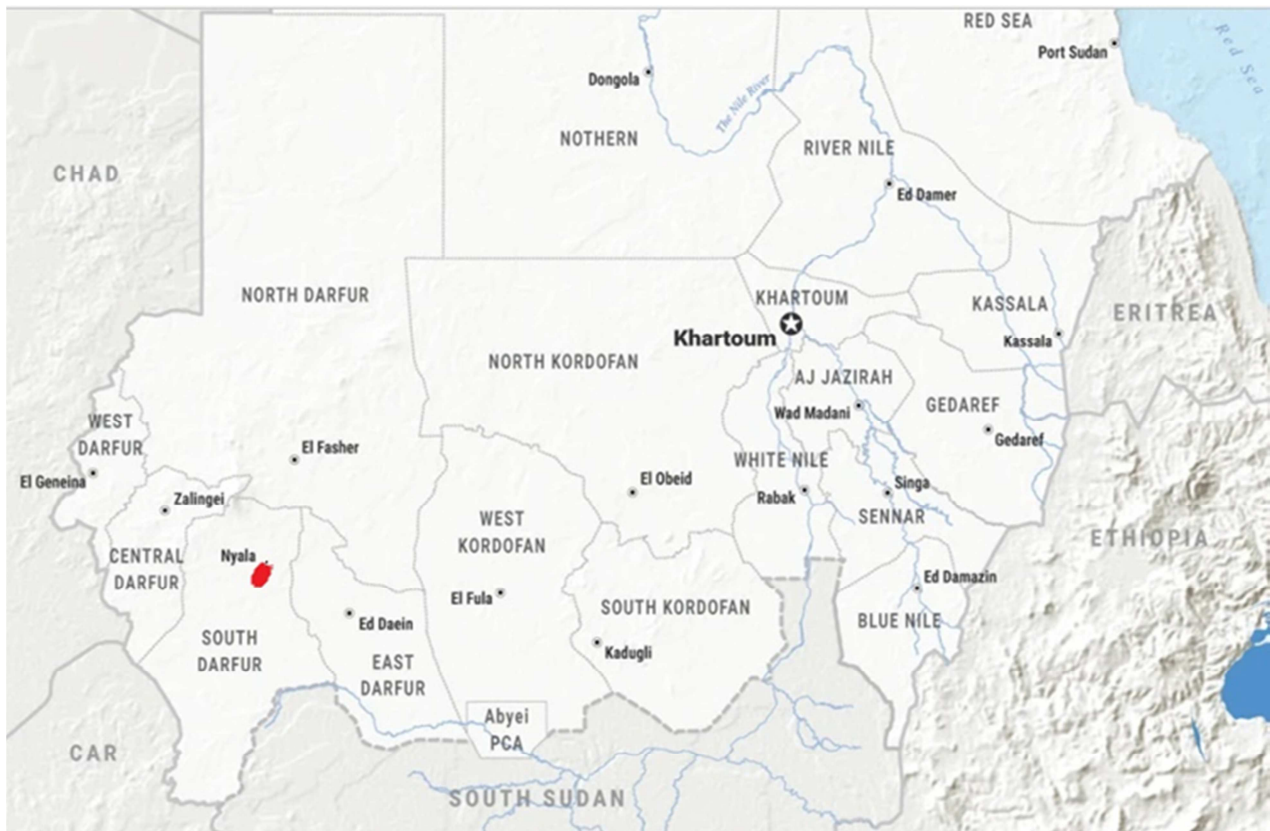 RED SEA
Port Sudan
Red Sea
Dongola
The Nile River
NOTHERN
RIVER NILE
CHAD
Ed Damer
NORTH DARFUR
KHARTOUM
KASSALA
ERITREA
Khartoum
Kassala
NORTH KORDOFAN
AJ JAZIRAH
WEST
DARFUR
Wad Madani
GEDAREF
Gedaref
El Fasher
El Geneina
WHITE NILE
El Obeid
Zalingei
Rabak
Singa
SENNAR
WEST
KORDOFAN
ETHIOPIA
CENTRAL
DARFUR
Nyala
El Fula
SOUTH KORDOFAN
Ed Damazin
BLUE NILE
Ed Daein
SOUTH
DARFUR
Kadugli
EAST
DARFUR
Abyei
PCA
CAR
SOUTH SUDAN